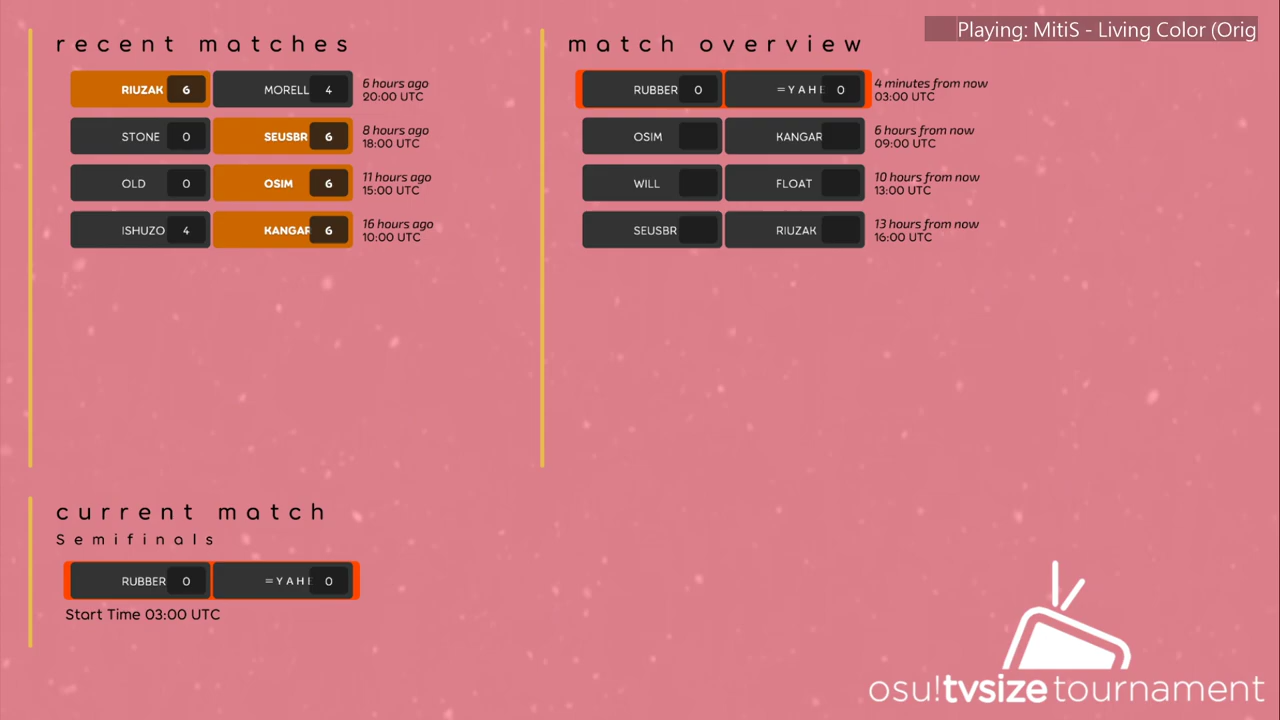 Playing: MitiS - Living Color (Orig
recent matches
RIUZAK 6 MORELL 4 6 hours ago
20:00 UTC
STONE 0 SEUSBR 6 8 hours ago
18:00 UTC
OLD 0 OSIM 6 11 hours ago
15:00 UTC
ISHUZO 4 KANGAR 6 16 hours ago
10:00 UTC
match overview
RUBBER 0 =YAHE 0 4 minutes from now
03:00 UTC
OSIM KANGAR 6 hours from now
09:00 UTC
WILL FLOAT 10 hours from now
13:00 UTC
SEUSBR RIUZAK 13 hours from now
16:00 UTC
current match
Semifinals
RUBBER 0 =YAHE 0
Start Time 03:00 UTC
osu!tvsize tournament